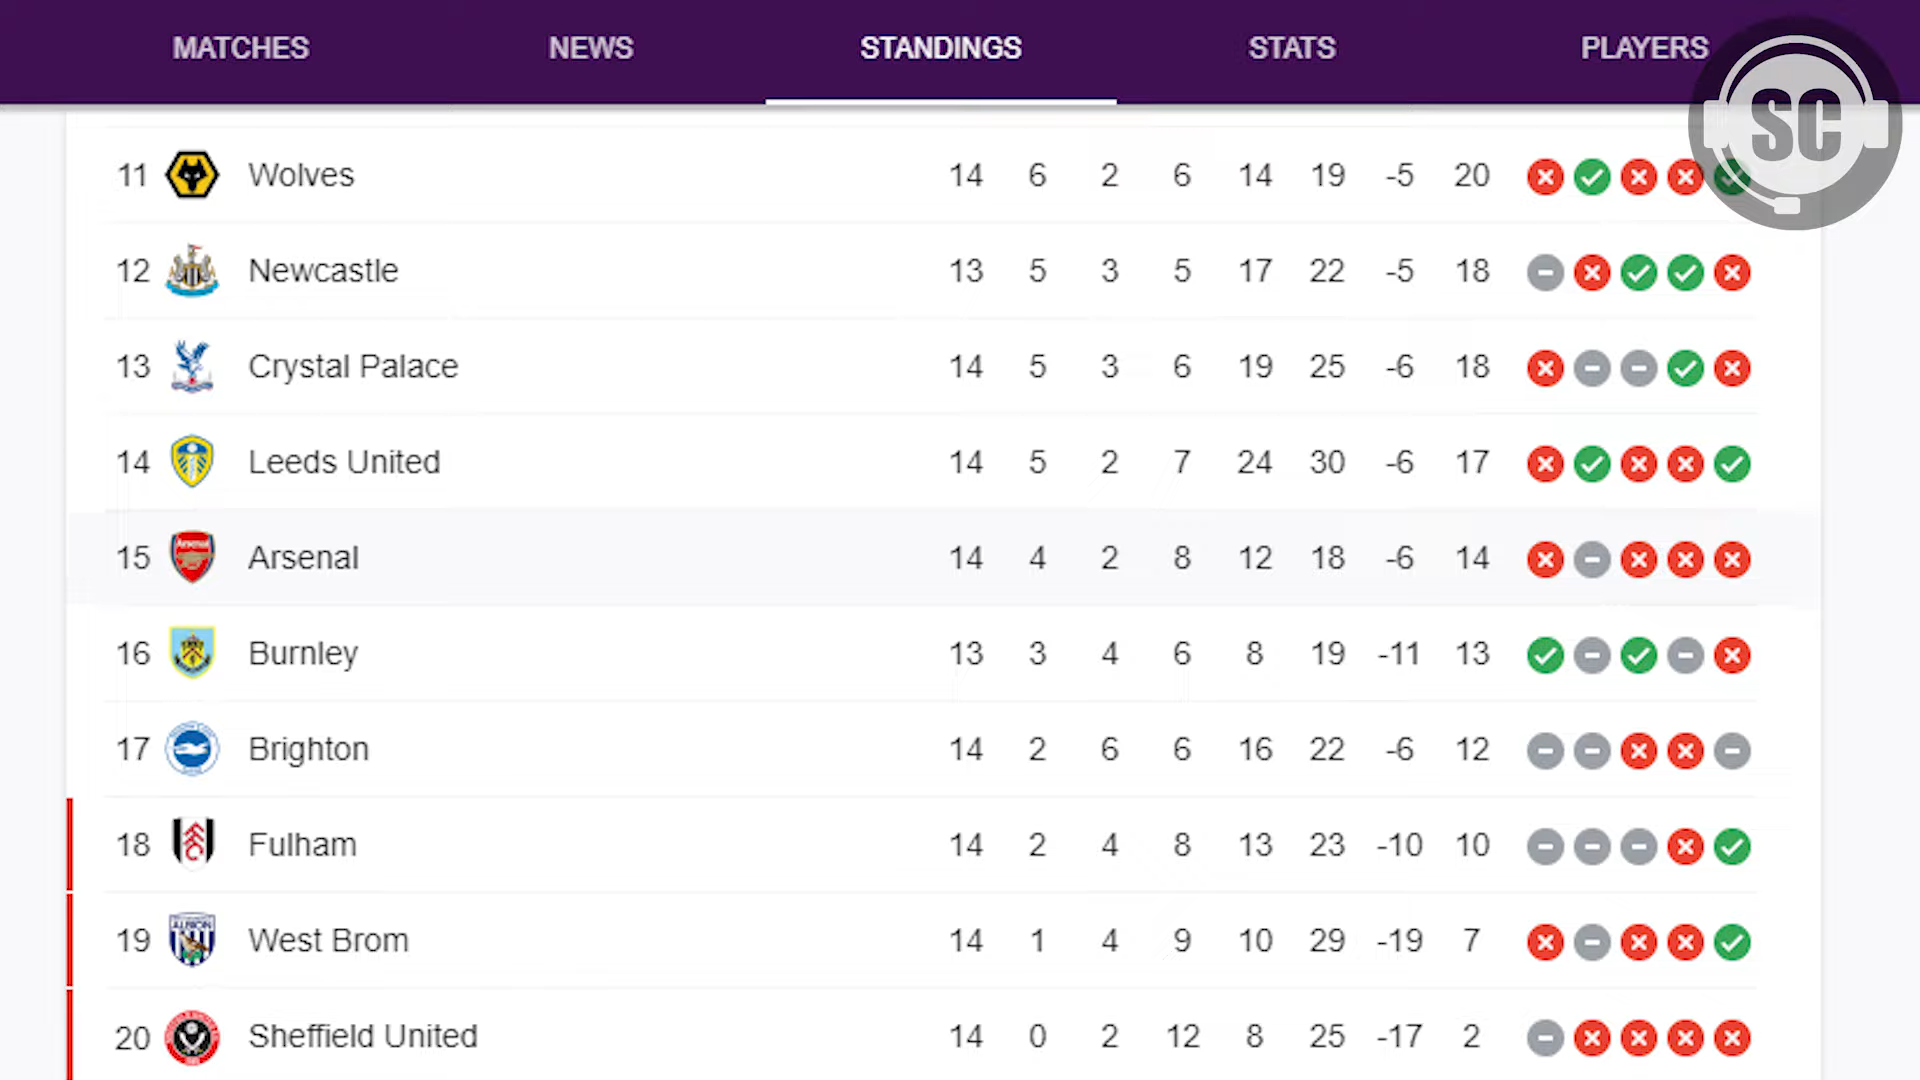 MATCHES NEWS STANDINGS STATS PLAYERS
SC
11 Wolves 14 6 2 6 14 19 -5 20
12 Newcastle 13 5 3 5 17 22 -5 18
13 Crystal Palace 14 5 3 6 19 25 -6 18
14 Leeds United 14 5 2 7 24 30 -6 17
15 Arsenal 14 4 2 8 12 18 -6 14
16 Burnley 13 3 4 6 8 19 -11 13
17 Brighton 14 2 6 6 16 22 -6 12
18 Fulham 14 2 4 8 13 23 -10 10
19 West Brom 14 1 4 9 10 29 -19 7
20 Sheffield United 14 0 2 12 8 25 -17 2